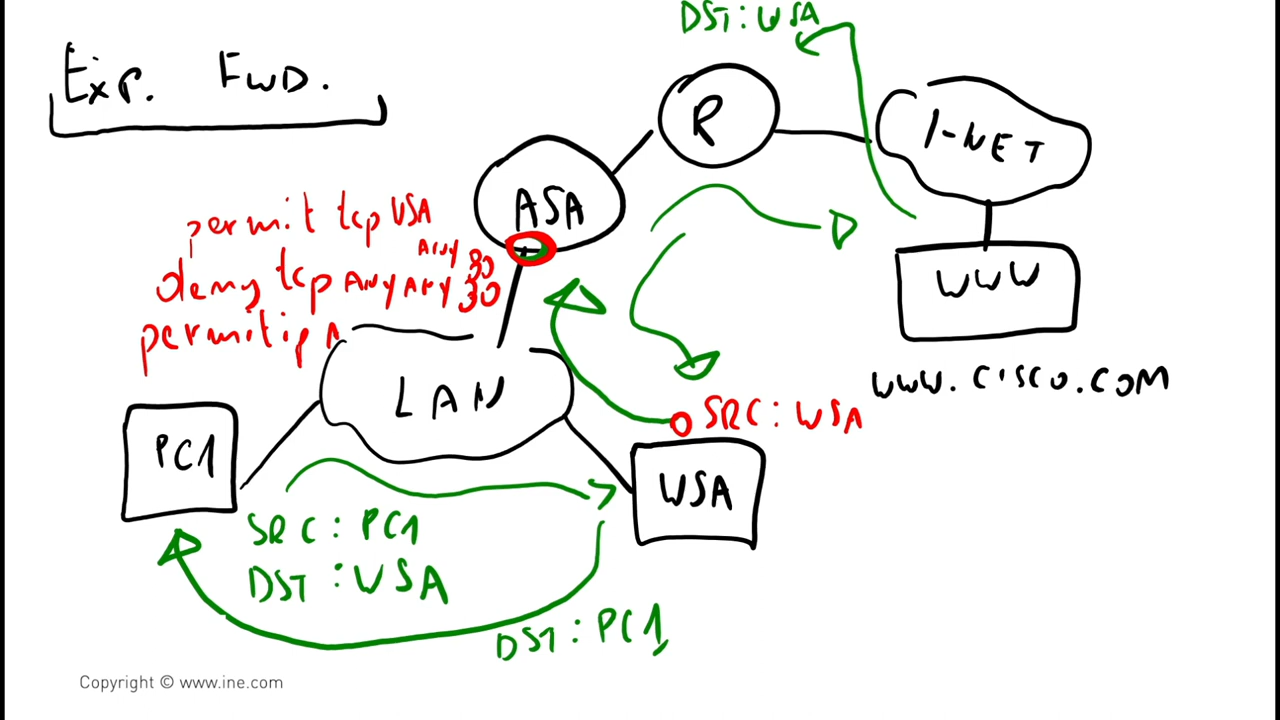 DST: WSA
EXP. FWD.
R
I-NET
ASA
permit tcp WSA
ANY 80
deny tcp ANY ANY 80
permit ip A
WWW
LAN
WWW.CISCO.COM
SRC: WSA
PC1
WSA
SRC: PC1
DST: WSA
DST: PC1
Copyright © www.ine.com